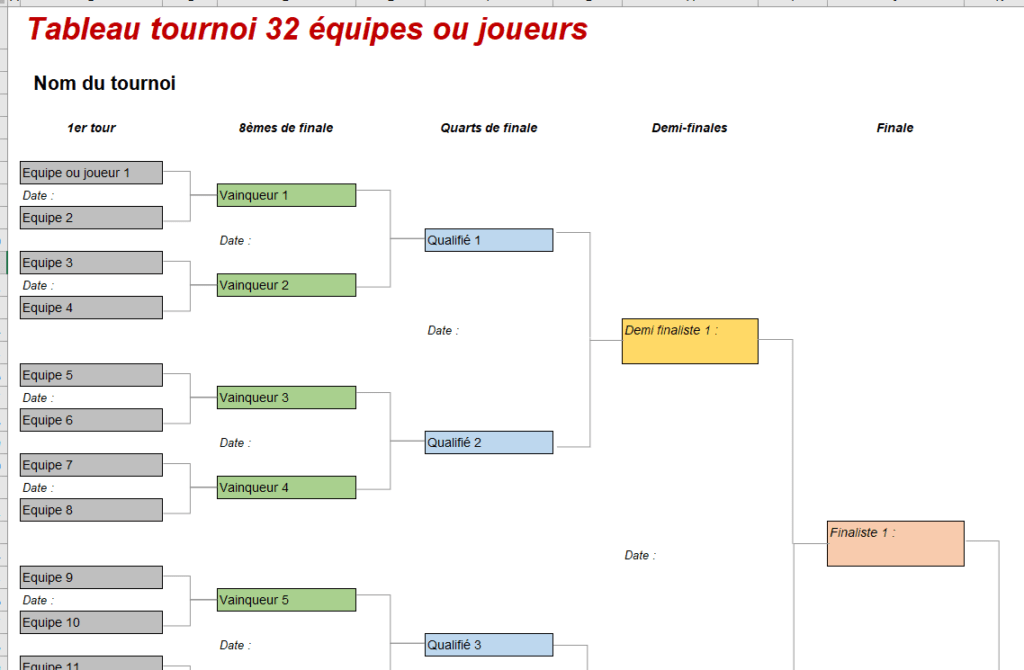 Tableau tournoi 32 équipes ou joueurs
Nom du tournoi
1er tour
8èmes de finale
Quarts de finale
Demi-finales
Finale
Equipe ou joueur 1
Date :
Equipe 2
Equipe 3
Date :
Equipe 4
Equipe 5
Date :
Equipe 6
Equipe 7
Date :
Equipe 8
Equipe 9
Date :
Equipe 10
Equipe 11
Vainqueur 1
Date :
Vainqueur 2
Vainqueur 3
Date :
Vainqueur 4
Vainqueur 5
Date :
Qualifié 1
Date :
Qualifié 2
Qualifié 3
Demi finaliste 1 :
Date :
Finaliste 1 :